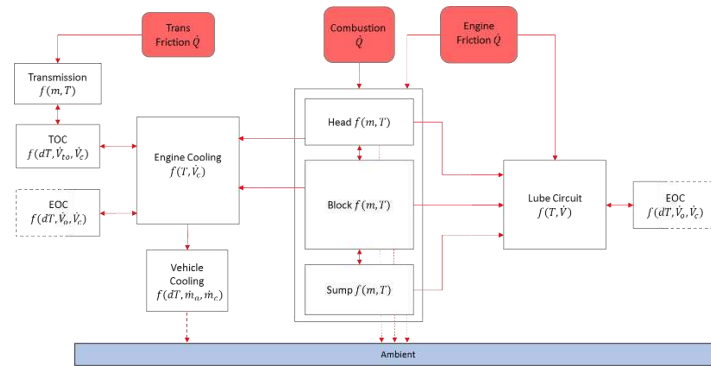 Trans
Friction Q̇
Combustion
Q̇
Engine
Friction Q̇
Transmission
f(m, T)
TOC
f(dT, V̇to, V̇c)
EOC
f(dT, V̇o, V̇c)
Engine Cooling
f(T, V̇c)
Vehicle
Cooling
f(dT, ṁa, ṁc)
Head f(m, T)
Block f(m, T)
Sump f(m, T)
Lube Circuit
f(T, V̇)
EOC
f(dT, V̇o, V̇c)
Ambient